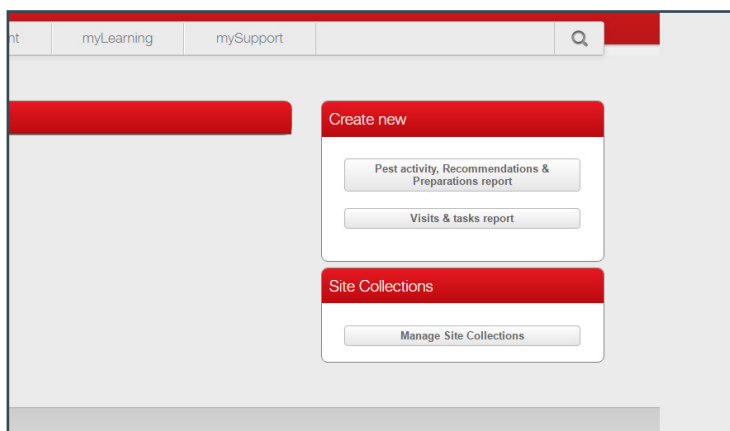 nt myLearning mySupport
Create new
Pest activity, Recommendations &
Preparations report
Visits & tasks report
Site Collections
Manage Site Collections